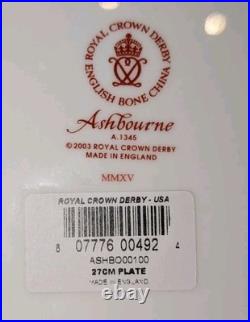 ROYAL CROWN DERBY
ENGLISH BONE CHINA
Ashbourne
A.1345
© 2003 ROYAL CROWN DERBY
MADE IN ENGLAND
MMXV
ROYAL CROWN DERBY - USA
8 07776 00492 4
ASHBO00100
27CM PLATE
MADE IN ENGLAND